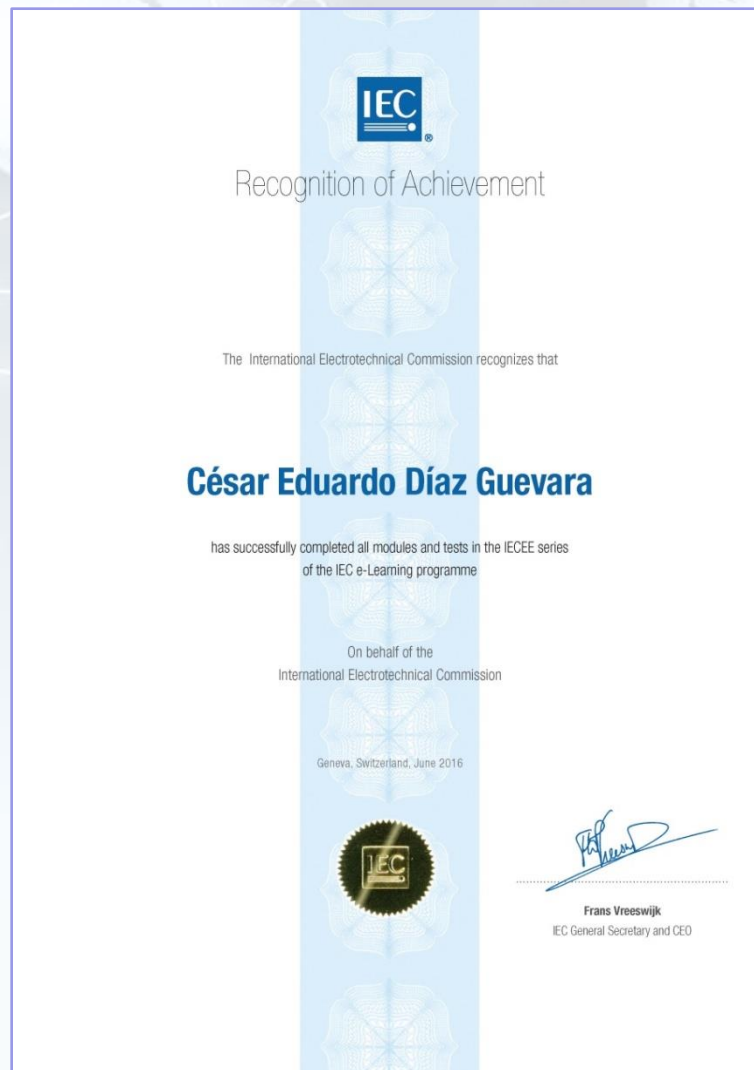 IEC
®
Recognition of Achievement
The International Electrotechnical Commission recognizes that
César Eduardo Díaz Guevara
has successfully completed all modules and tests in the IECEE series
of the IEC e-Learning programme
On behalf of the
International Electrotechnical Commission
Geneva, Switzerland, June 2016
IEC
Frans Vreeswijk
IEC General Secretary and CEO